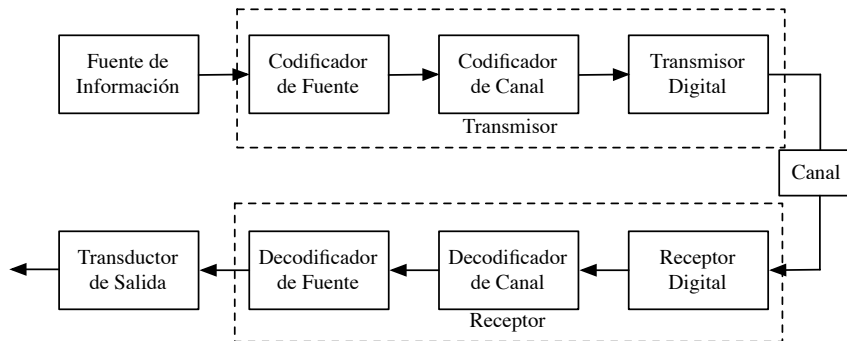 Fuente de
Información
Codificador
de Fuente
Codificador
de Canal
Transmisor
Digital
Transmisor
Canal
Transductor
de Salida
Decodificador
de Fuente
Decodificador
de Canal
Receptor
Digital
Receptor